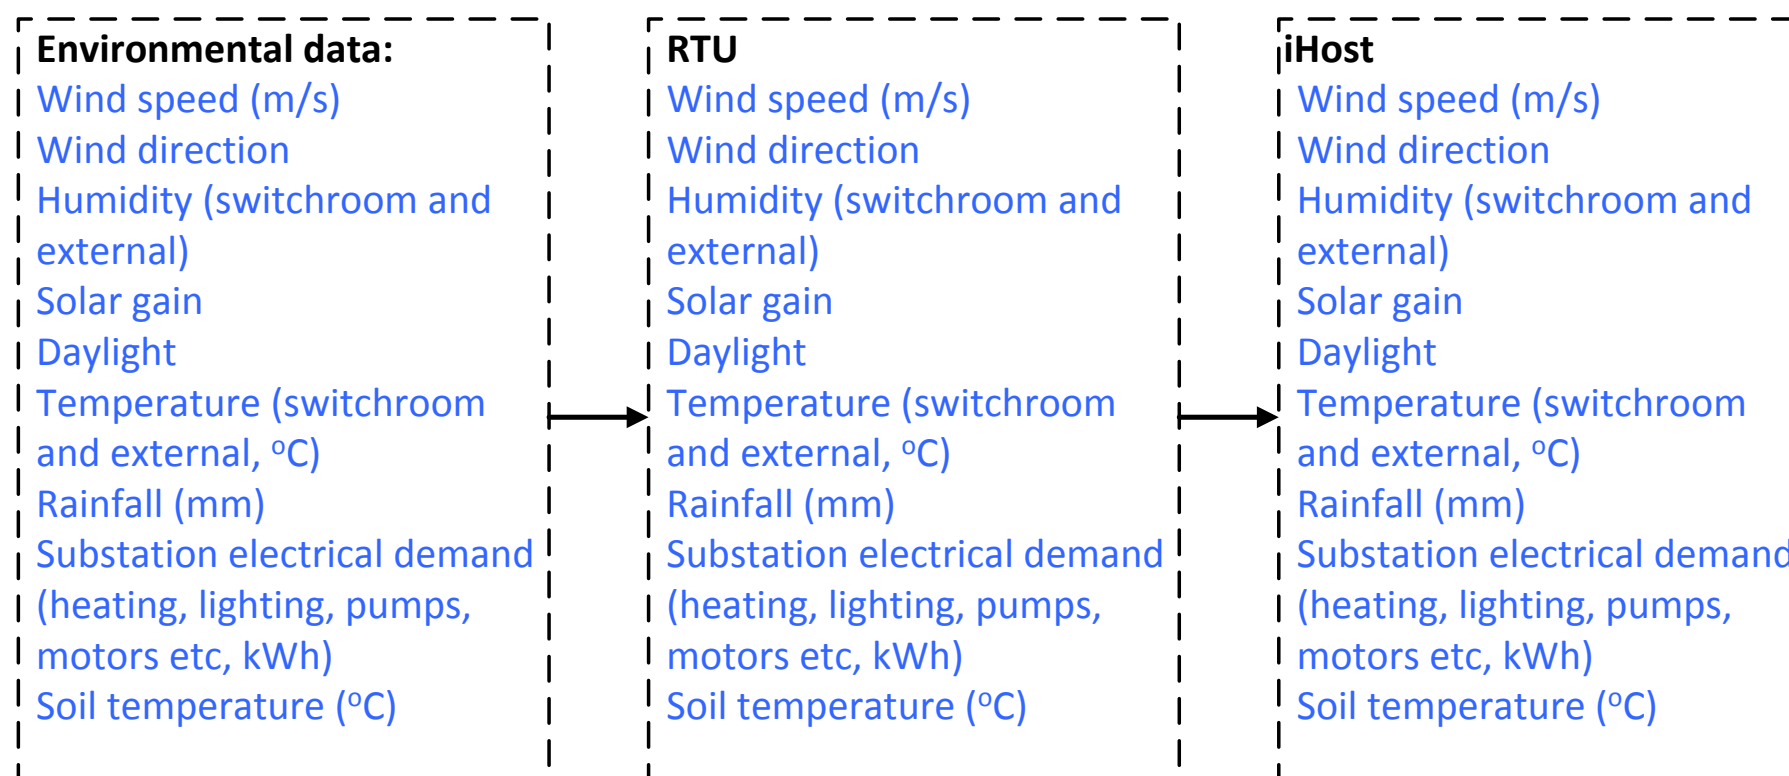 Environmental data:
Wind speed (m/s)
Wind direction
Humidity (switchroom and
external)
Solar gain
Daylight
Temperature (switchroom
and external, °C)
Rainfall (mm)
Substation electrical demand
(heating, lighting, pumps,
motors etc, kWh)
Soil temperature (°C)
RTU
Wind speed (m/s)
Wind direction
Humidity (switchroom and
external)
Solar gain
Daylight
Temperature (switchroom
and external, °C)
Rainfall (mm)
Substation electrical demand
(heating, lighting, pumps,
motors etc, kWh)
Soil temperature (°C)
iHost
Wind speed (m/s)
Wind direction
Humidity (switchroom and
external)
Solar gain
Daylight
Temperature (switchroom
and external, °C)
Rainfall (mm)
Substation electrical demand
(heating, lighting, pumps,
motors etc, kWh)
Soil temperature (°C)